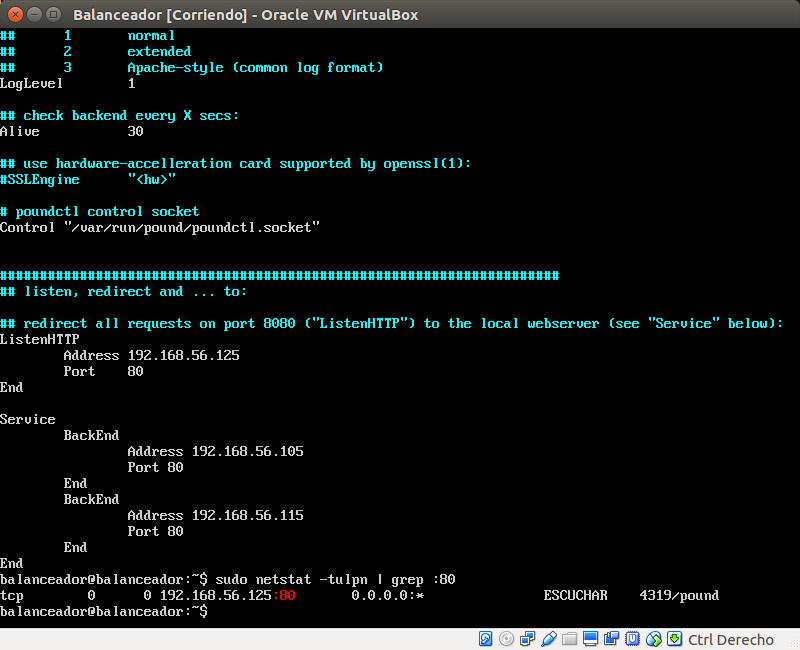 Balanceador [Corriendo] - Oracle VM VirtualBox
##      1       normal
##      2       extended
##      3       Apache-style (common log format)
LogLevel        1
## check backend every X secs:
Alive           30
## use hardware-accelleration card supported by openssl(1):
#SSLEngine      "<hw>"
# poundctl control socket
Control "/var/run/pound/poundctl.socket"
######################################################################
## listen, redirect and ... to:
## redirect all requests on port 8080 ("ListenHTTP") to the local webserver (see "Service" below):
ListenHTTP
        Address 192.168.56.125
        Port    80
End
Service
        BackEnd
                Address 192.168.56.105
                Port 80
        End
        BackEnd
                Address 192.168.56.115
                Port 80
        End
End
balanceador@balanceador:~$ sudo netstat -tulpn | grep :80
tcp        0      0 192.168.56.125:80       0.0.0.0:*               ESCUCHAR    4319/pound
balanceador@balanceador:~$
Ctrl Derecho